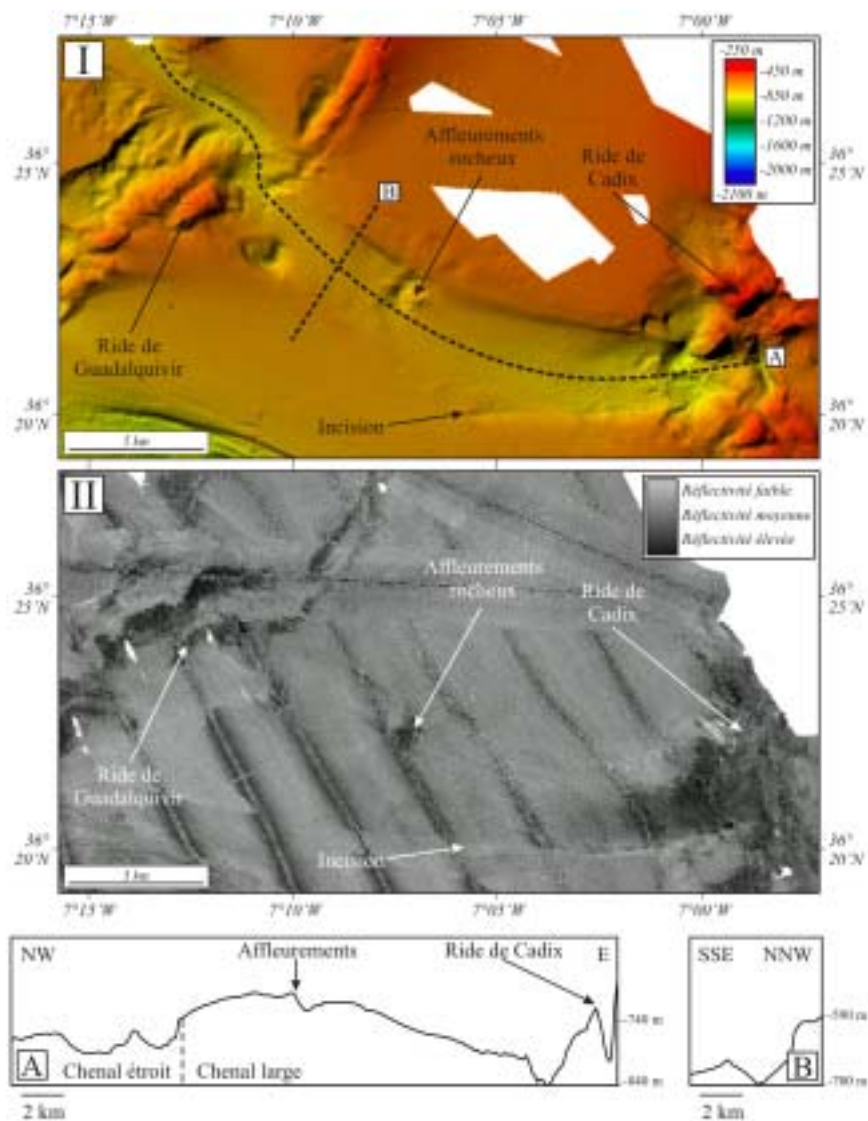 7°15'W 7°10'W 7°05'W 7°00'W
I
-250 m
-450 m
-850 m
-1200 m
-1600 m
-2000 m
-2100 m
36°
25'N
36°
25'N
Affleurements
rocheux
Ride de
Cadix
B
Ride de
Guadalquivir
A
Incision
36°
20'N
36°
20'N
5 km
II
Réflectivité faible
Réflectivité moyenne
Réflectivité élevée
Affleurements
rocheux
Ride de
Cadix
36°
25'N
36°
25'N
Ride de
Guadalquivir
Incision
36°
20'N
36°
20'N
5 km
7°15'W 7°10'W 7°05'W 7°00'W
NW Affleurements Ride de Cadix E
-740 m
A Chenal étroit Chenal large
-840 m
2 km
SSE NNW
-590 m
B
-700 m
2 km